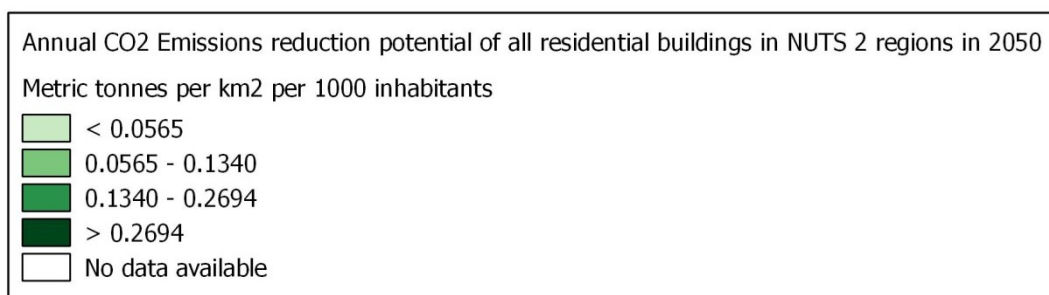 Annual CO2 Emissions reduction potential of all residential buildings in NUTS 2 regions in 2050
Metric tonnes per km2 per 1000 inhabitants
< 0.0565
0.0565 - 0.1340
0.1340 - 0.2694
> 0.2694
No data available